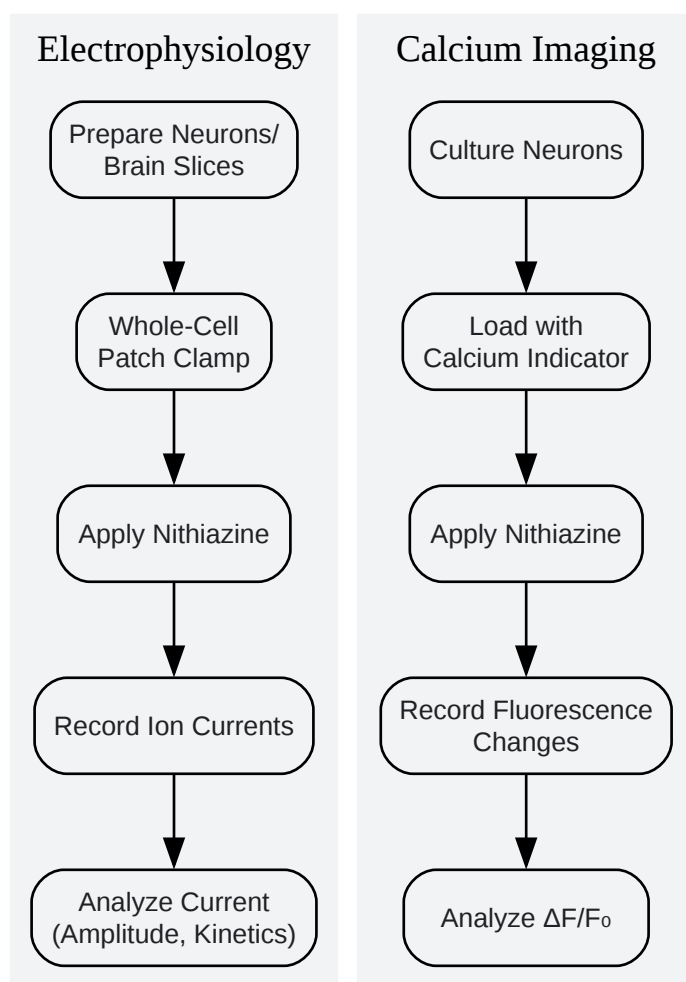 Electrophysiology
Prepare Neurons/
Brain Slices
Whole-Cell
Patch Clamp
Apply Nithiazine
Record Ion Currents
Analyze Current
(Amplitude, Kinetics)
Calcium Imaging
Culture Neurons
Load with
Calcium Indicator
Apply Nithiazine
Record Fluorescence
Changes
Analyze ΔF/F₀